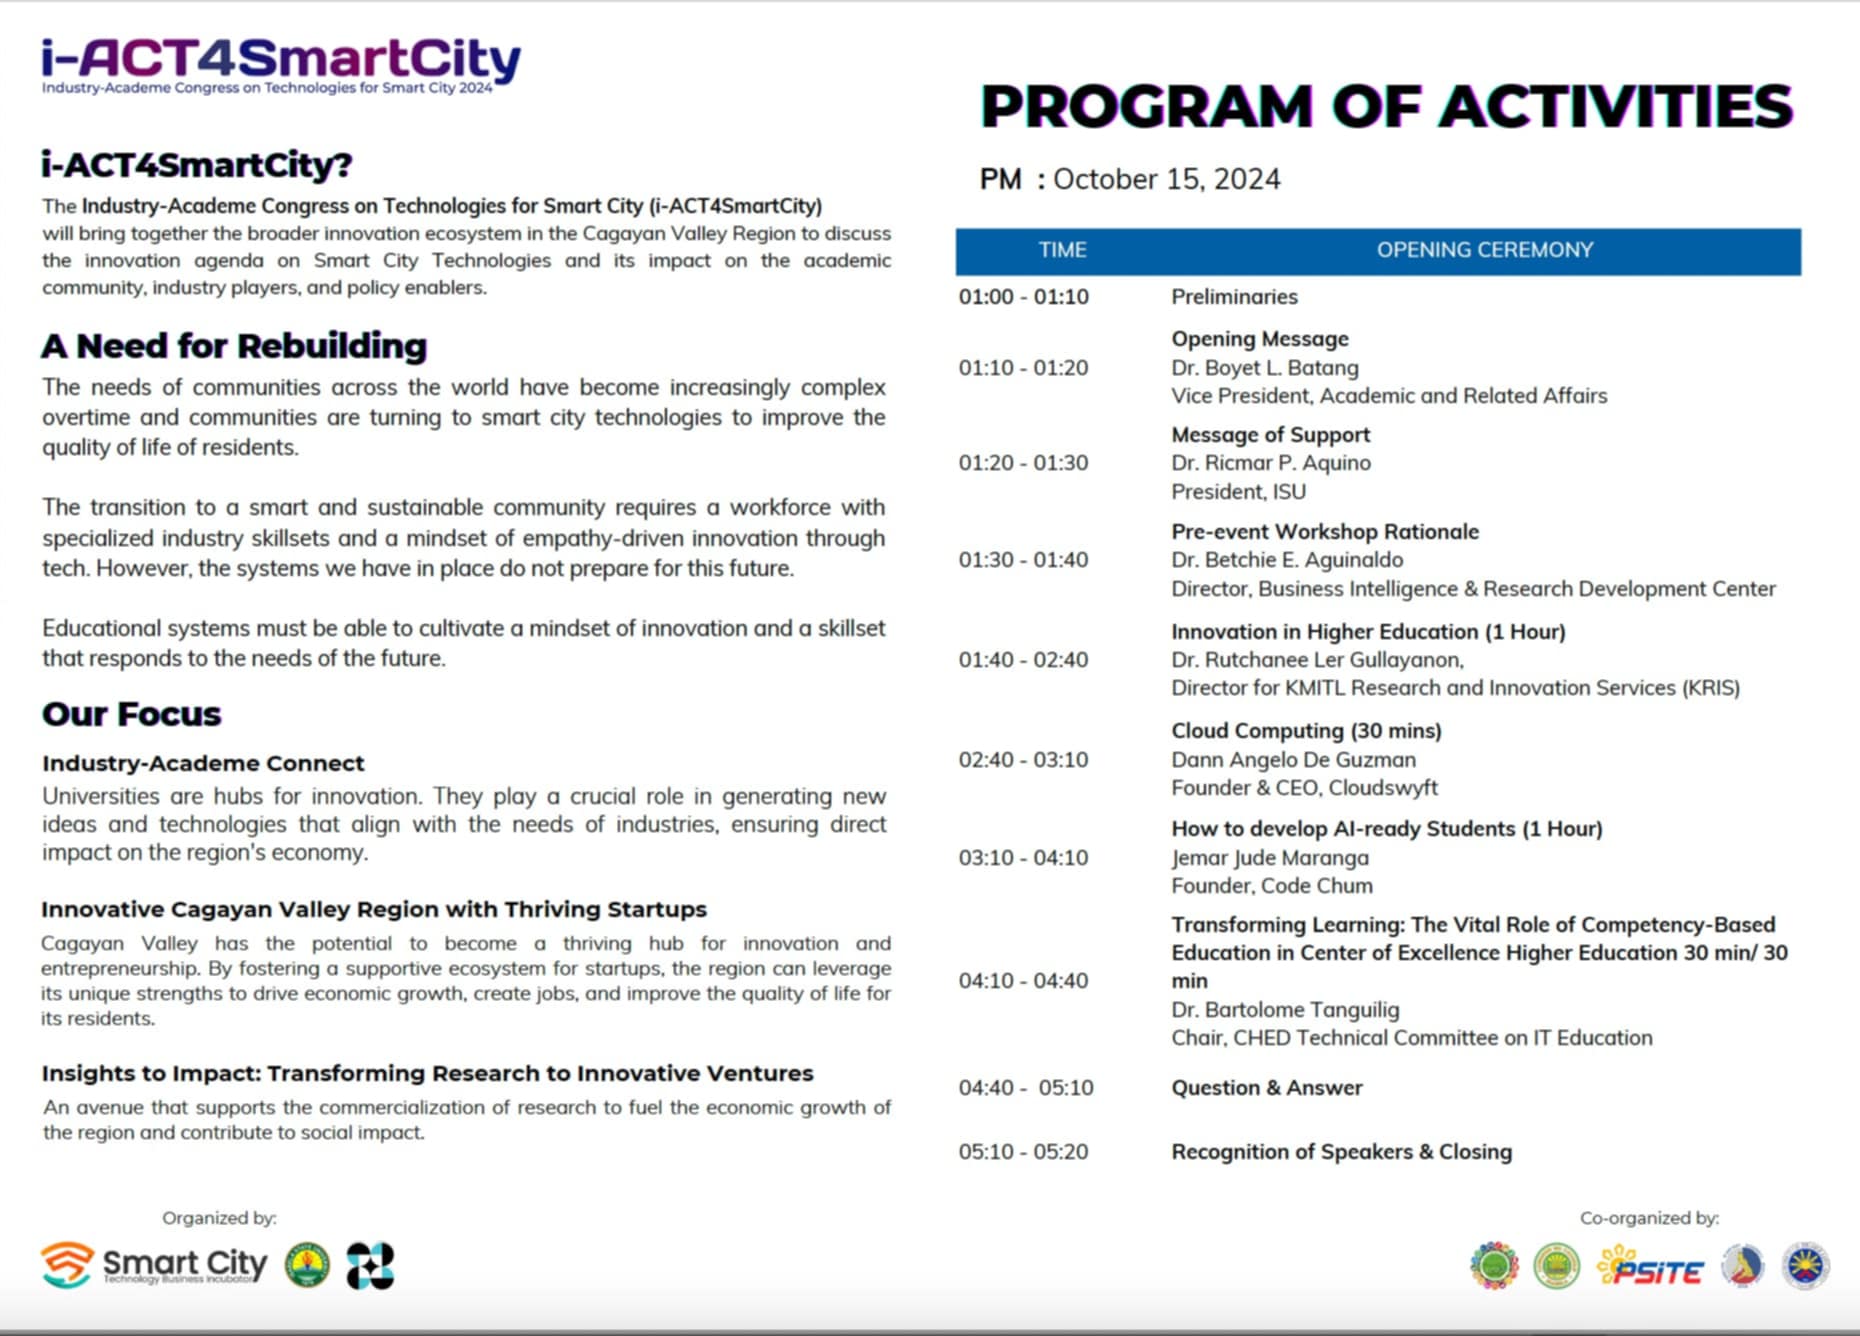 i-ACT4SmartCity
Industry-Academe Congress on Technologies for Smart City 2024
i-ACT4SmartCity?
The Industry-Academe Congress on Technologies for Smart City (i-ACT4SmartCity)
will bring together the broader innovation ecosystem in the Cagayan Valley Region to discuss
the innovation agenda on Smart City Technologies and its impact on the academic
community, industry players, and policy enablers.
A Need for Rebuilding
The needs of communities across the world have become increasingly complex
overtime and communities are turning to smart city technologies to improve the
quality of life of residents.
The transition to a smart and sustainable community requires a workforce with
specialized industry skillsets and a mindset of empathy-driven innovation through
tech. However, the systems we have in place do not prepare for this future.
Educational systems must be able to cultivate a mindset of innovation and a skillset
that responds to the needs of the future.
Our Focus
Industry-Academe Connect
Universities are hubs for innovation. They play a crucial role in generating new
ideas and technologies that align with the needs of industries, ensuring direct
impact on the region's economy.
Innovative Cagayan Valley Region with Thriving Startups
Cagayan Valley has the potential to become a thriving hub for innovation and
entrepreneurship. By fostering a supportive ecosystem for startups, the region can leverage
its unique strengths to drive economic growth, create jobs, and improve the quality of life for
its residents.
Insights to Impact: Transforming Research to Innovative Ventures
An avenue that supports the commercialization of research to fuel the economic growth of
the region and contribute to social impact.
Organized by:
Smart City
Technology Business Incubator
PROGRAM OF ACTIVITIES
PM : October 15, 2024
TIME OPENING CEREMONY
01:00 - 01:10 Preliminaries
Opening Message
01:10 - 01:20 Dr. Boyet L. Batang
Vice President, Academic and Related Affairs
Message of Support
01:20 - 01:30 Dr. Ricmar P. Aquino
President, ISU
Pre-event Workshop Rationale
01:30 - 01:40 Dr. Betchie E. Aguinaldo
Director, Business Intelligence & Research Development Center
Innovation in Higher Education (1 Hour)
01:40 - 02:40 Dr. Rutchanee Ler Gullayanon,
Director for KMITL Research and Innovation Services (KRIS)
Cloud Computing (30 mins)
02:40 - 03:10 Dann Angelo De Guzman
Founder & CEO, Cloudswyft
How to develop AI-ready Students (1 Hour)
03:10 - 04:10 Jemar Jude Maranga
Founder, Code Chum
Transforming Learning: The Vital Role of Competency-Based
Education in Center of Excellence Higher Education 30 min/ 30
04:10 - 04:40 min
Dr. Bartolome Tanguilig
Chair, CHED Technical Committee on IT Education
04:40 - 05:10 Question & Answer
05:10 - 05:20 Recognition of Speakers & Closing
Co-organized by:
PSiTE